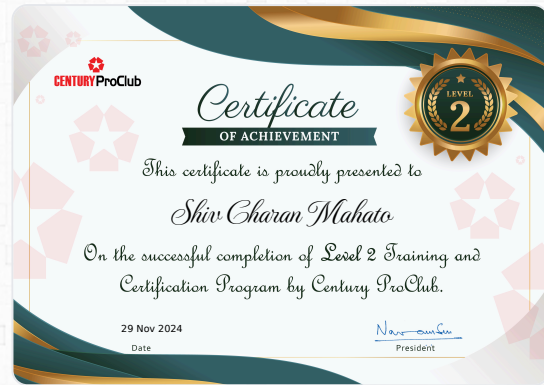 CENTURY ProClub
Certificate
OF ACHIEVEMENT
LEVEL
2
This certificate is proudly presented to
Shiv Charan Mahato
On the successful completion of Level 2 Training and
Certification Program by Century ProClub.
29 Nov 2024
Date
President